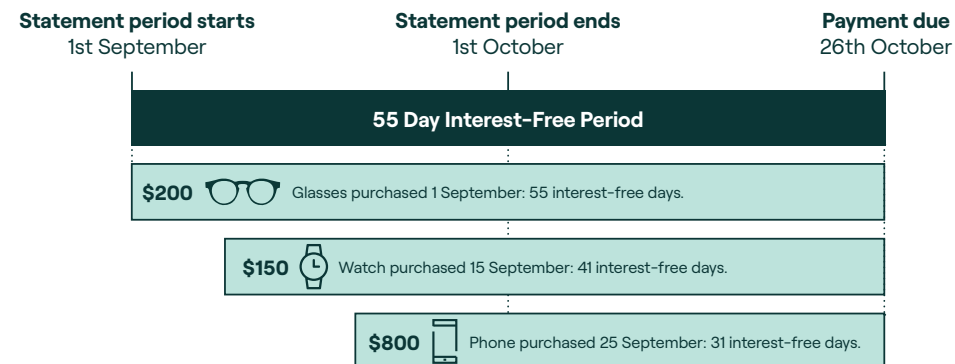 Statement period starts
1st September
Statement period ends
1st October
Payment due
26th October
55 Day Interest-Free Period
$200 Glasses purchased 1 September: 55 interest-free days.
$150 Watch purchased 15 September: 41 interest-free days.
$800 Phone purchased 25 September: 31 interest-free days.